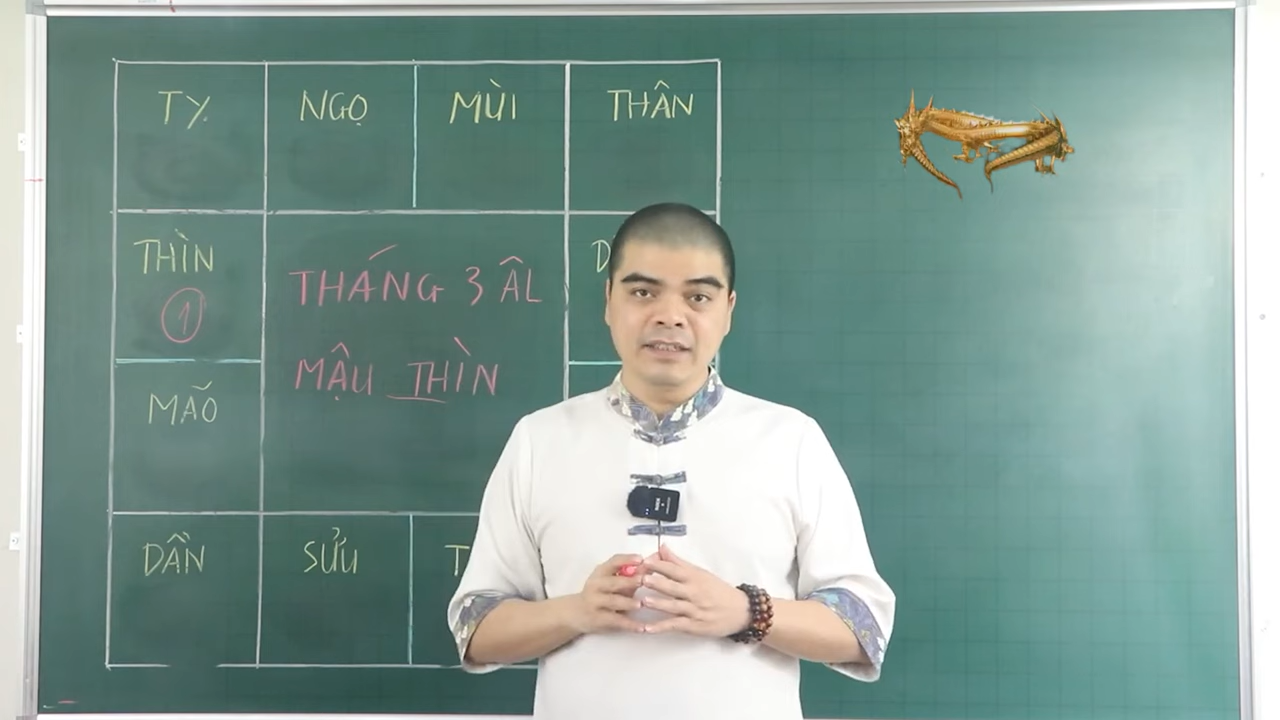 TỴ NGỌ MÙI THÂN
THÌN
1
THÁNG 3 ÂL
MẬU THÌN
MÃO
DẦN SỬU